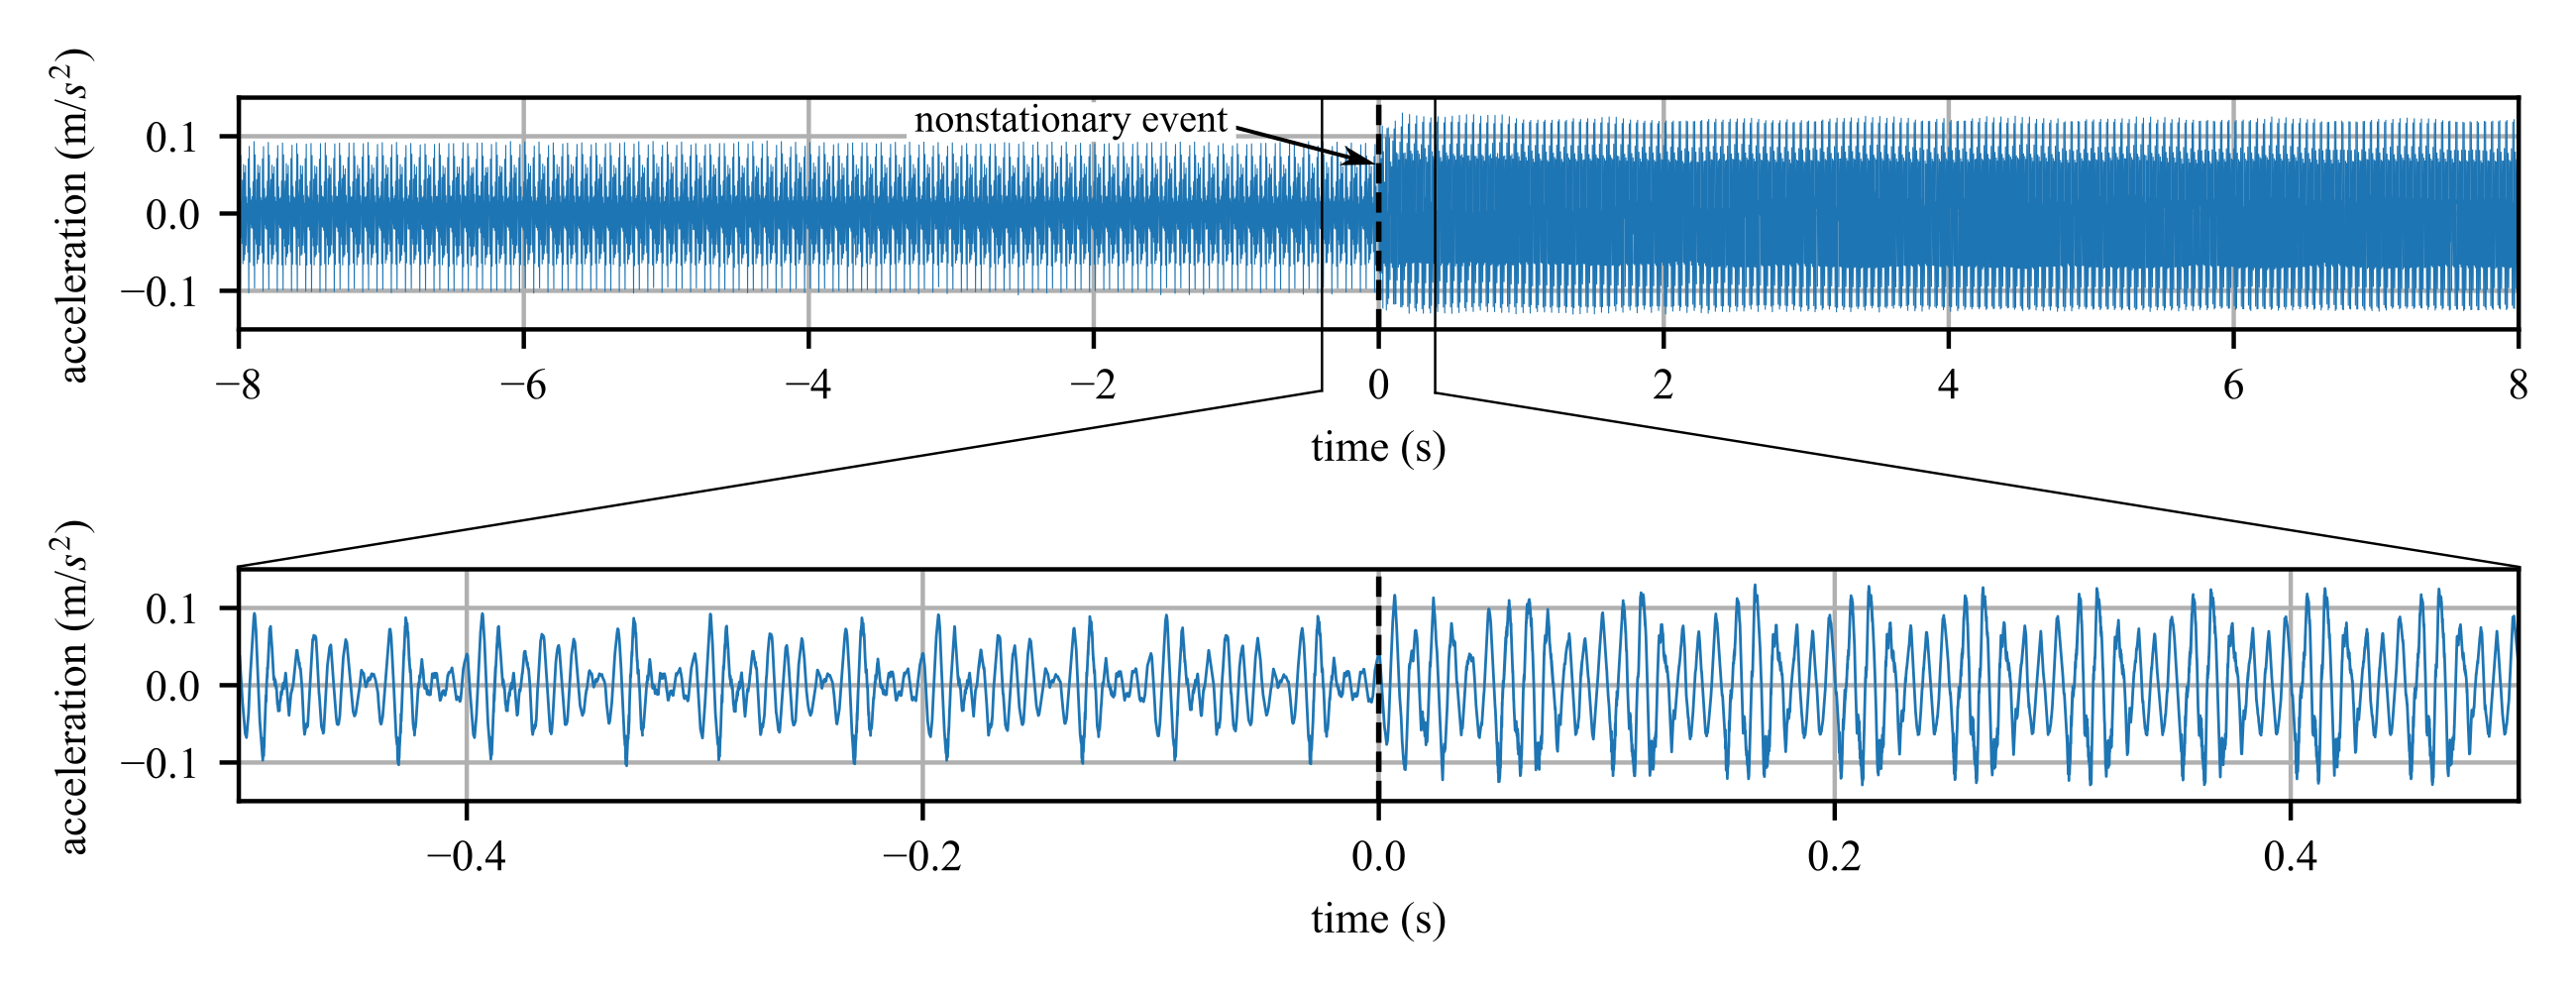 acceleration (m/s²)
0.1
0.0
−0.1
nonstationary event
−8 −6 −4 −2 0 2 4 6 8
time (s)
acceleration (m/s²)
0.1
0.0
−0.1
−0.4 −0.2 0.0 0.2 0.4
time (s)